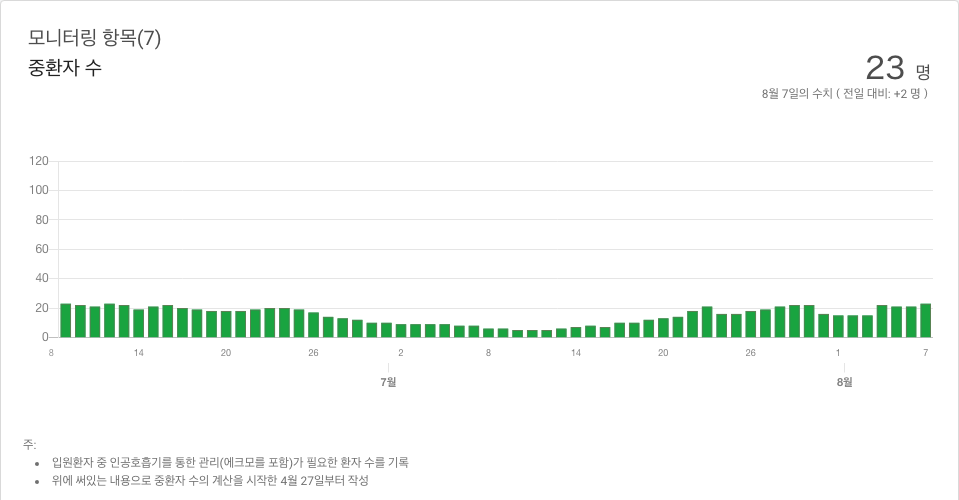 모니터링 항목(7)
중환자 수
23 명
8월 7일의 수치 ( 전일 대비: +2 명 )
120
100
80
60
40
20
0
8 14 20 26 2 8 14 20 26 1 7
7월 8월
주:
• 입원환자 중 인공호흡기를 통한 관리(에크모를 포함)가 필요한 환자 수를 기록
• 위에 써있는 내용으로 중환자 수의 계산을 시작한 4월 27일부터 작성